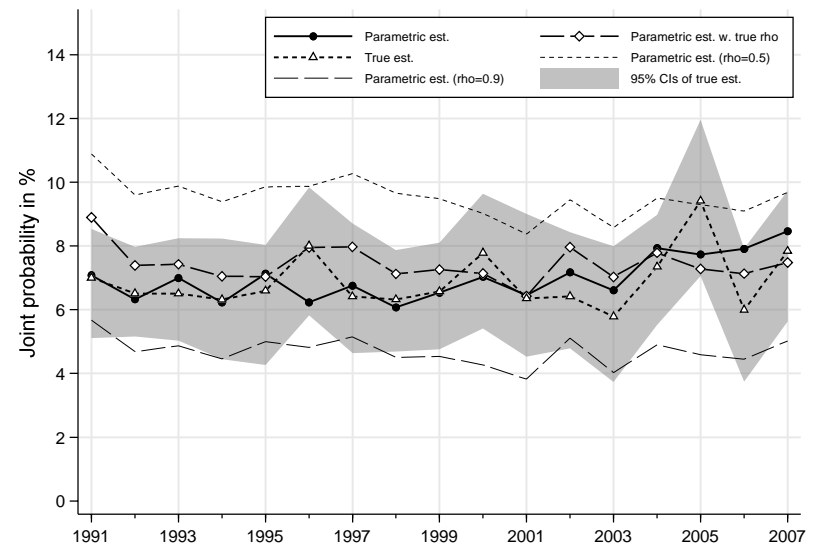 Parametric est.
Parametric est. w. true rho
True est.
Parametric est. (rho=0.5)
Parametric est. (rho=0.9)
95% CIs of true est.
Joint probability in %
14
12
10
8
6
4
2
0
1991 1993 1995 1997 1999 2001 2003 2005 2007